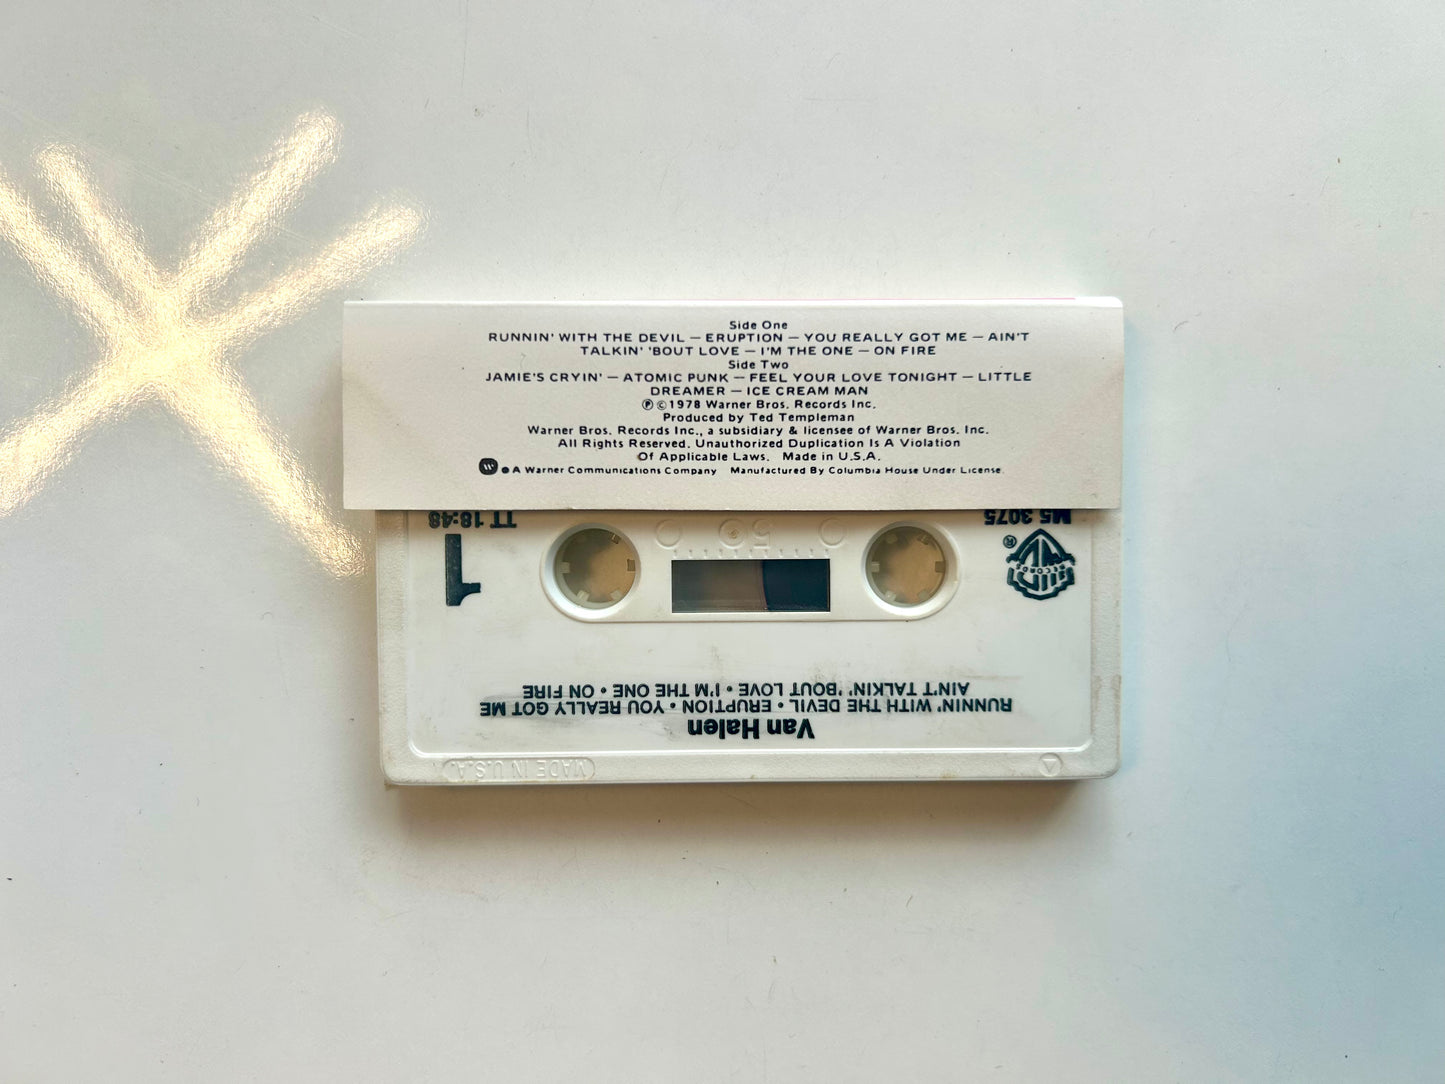 Side One
RUNNIN' WITH THE DEVIL — ERUPTION — YOU REALLY GOT ME — AIN'T
TALKIN' 'BOUT LOVE — I'M THE ONE — ON FIRE
Side Two
JAMIE'S CRYIN' — ATOMIC PUNK — FEEL YOUR LOVE TONIGHT — LITTLE
DREAMER — ICE CREAM MAN
℗ ©1978 Warner Bros. Records Inc.
Produced by Ted Templeman
Warner Bros. Records Inc., a subsidiary & licensee of Warner Bros. Inc.
All Rights Reserved. Unauthorized Duplication Is A Violation
Of Applicable Laws. Made in U.S.A.
W ● A Warner Communications Company Manufactured By Columbia House Under License.
MADE IN U.S.A.
Van Halen
RUNNIN' WITH THE DEVIL • ERUPTION • YOU REALLY GOT ME
AIN'T TALKIN' 'BOUT LOVE • I'M THE ONE • ON FIRE
RECORDS ®
1
50
M5 3075
TT 18:48